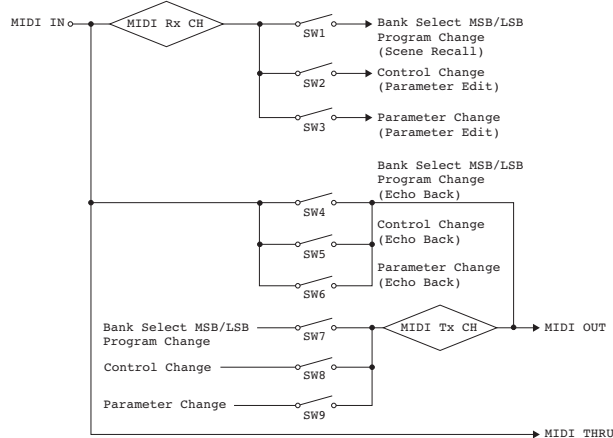 MIDI IN
MIDI Rx CH
SW1
Bank Select MSB/LSB
Program Change
(Scene Recall)
SW2
Control Change
(Parameter Edit)
SW3
Parameter Change
(Parameter Edit)
Bank Select MSB/LSB
Program Change
(Echo Back)
SW4
Control Change
(Echo Back)
SW5
Parameter Change
(Echo Back)
SW6
Bank Select MSB/LSB
Program Change
SW7
MIDI Tx CH
MIDI OUT
Control Change
SW8
Parameter Change
SW9
MIDI THRU